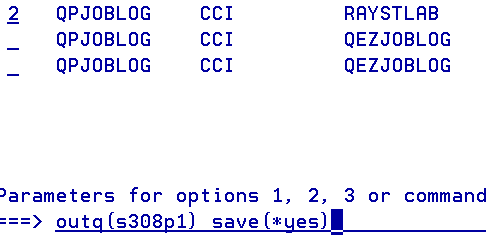 2 QPJOBLOG CCI RAYSTLAB
_ QPJOBLOG CCI QEZJOBLOG
_ QPJOBLOG CCI QEZJOBLOG
Parameters for options 1, 2, 3 or command
===> outq(s308p1) save(*yes)